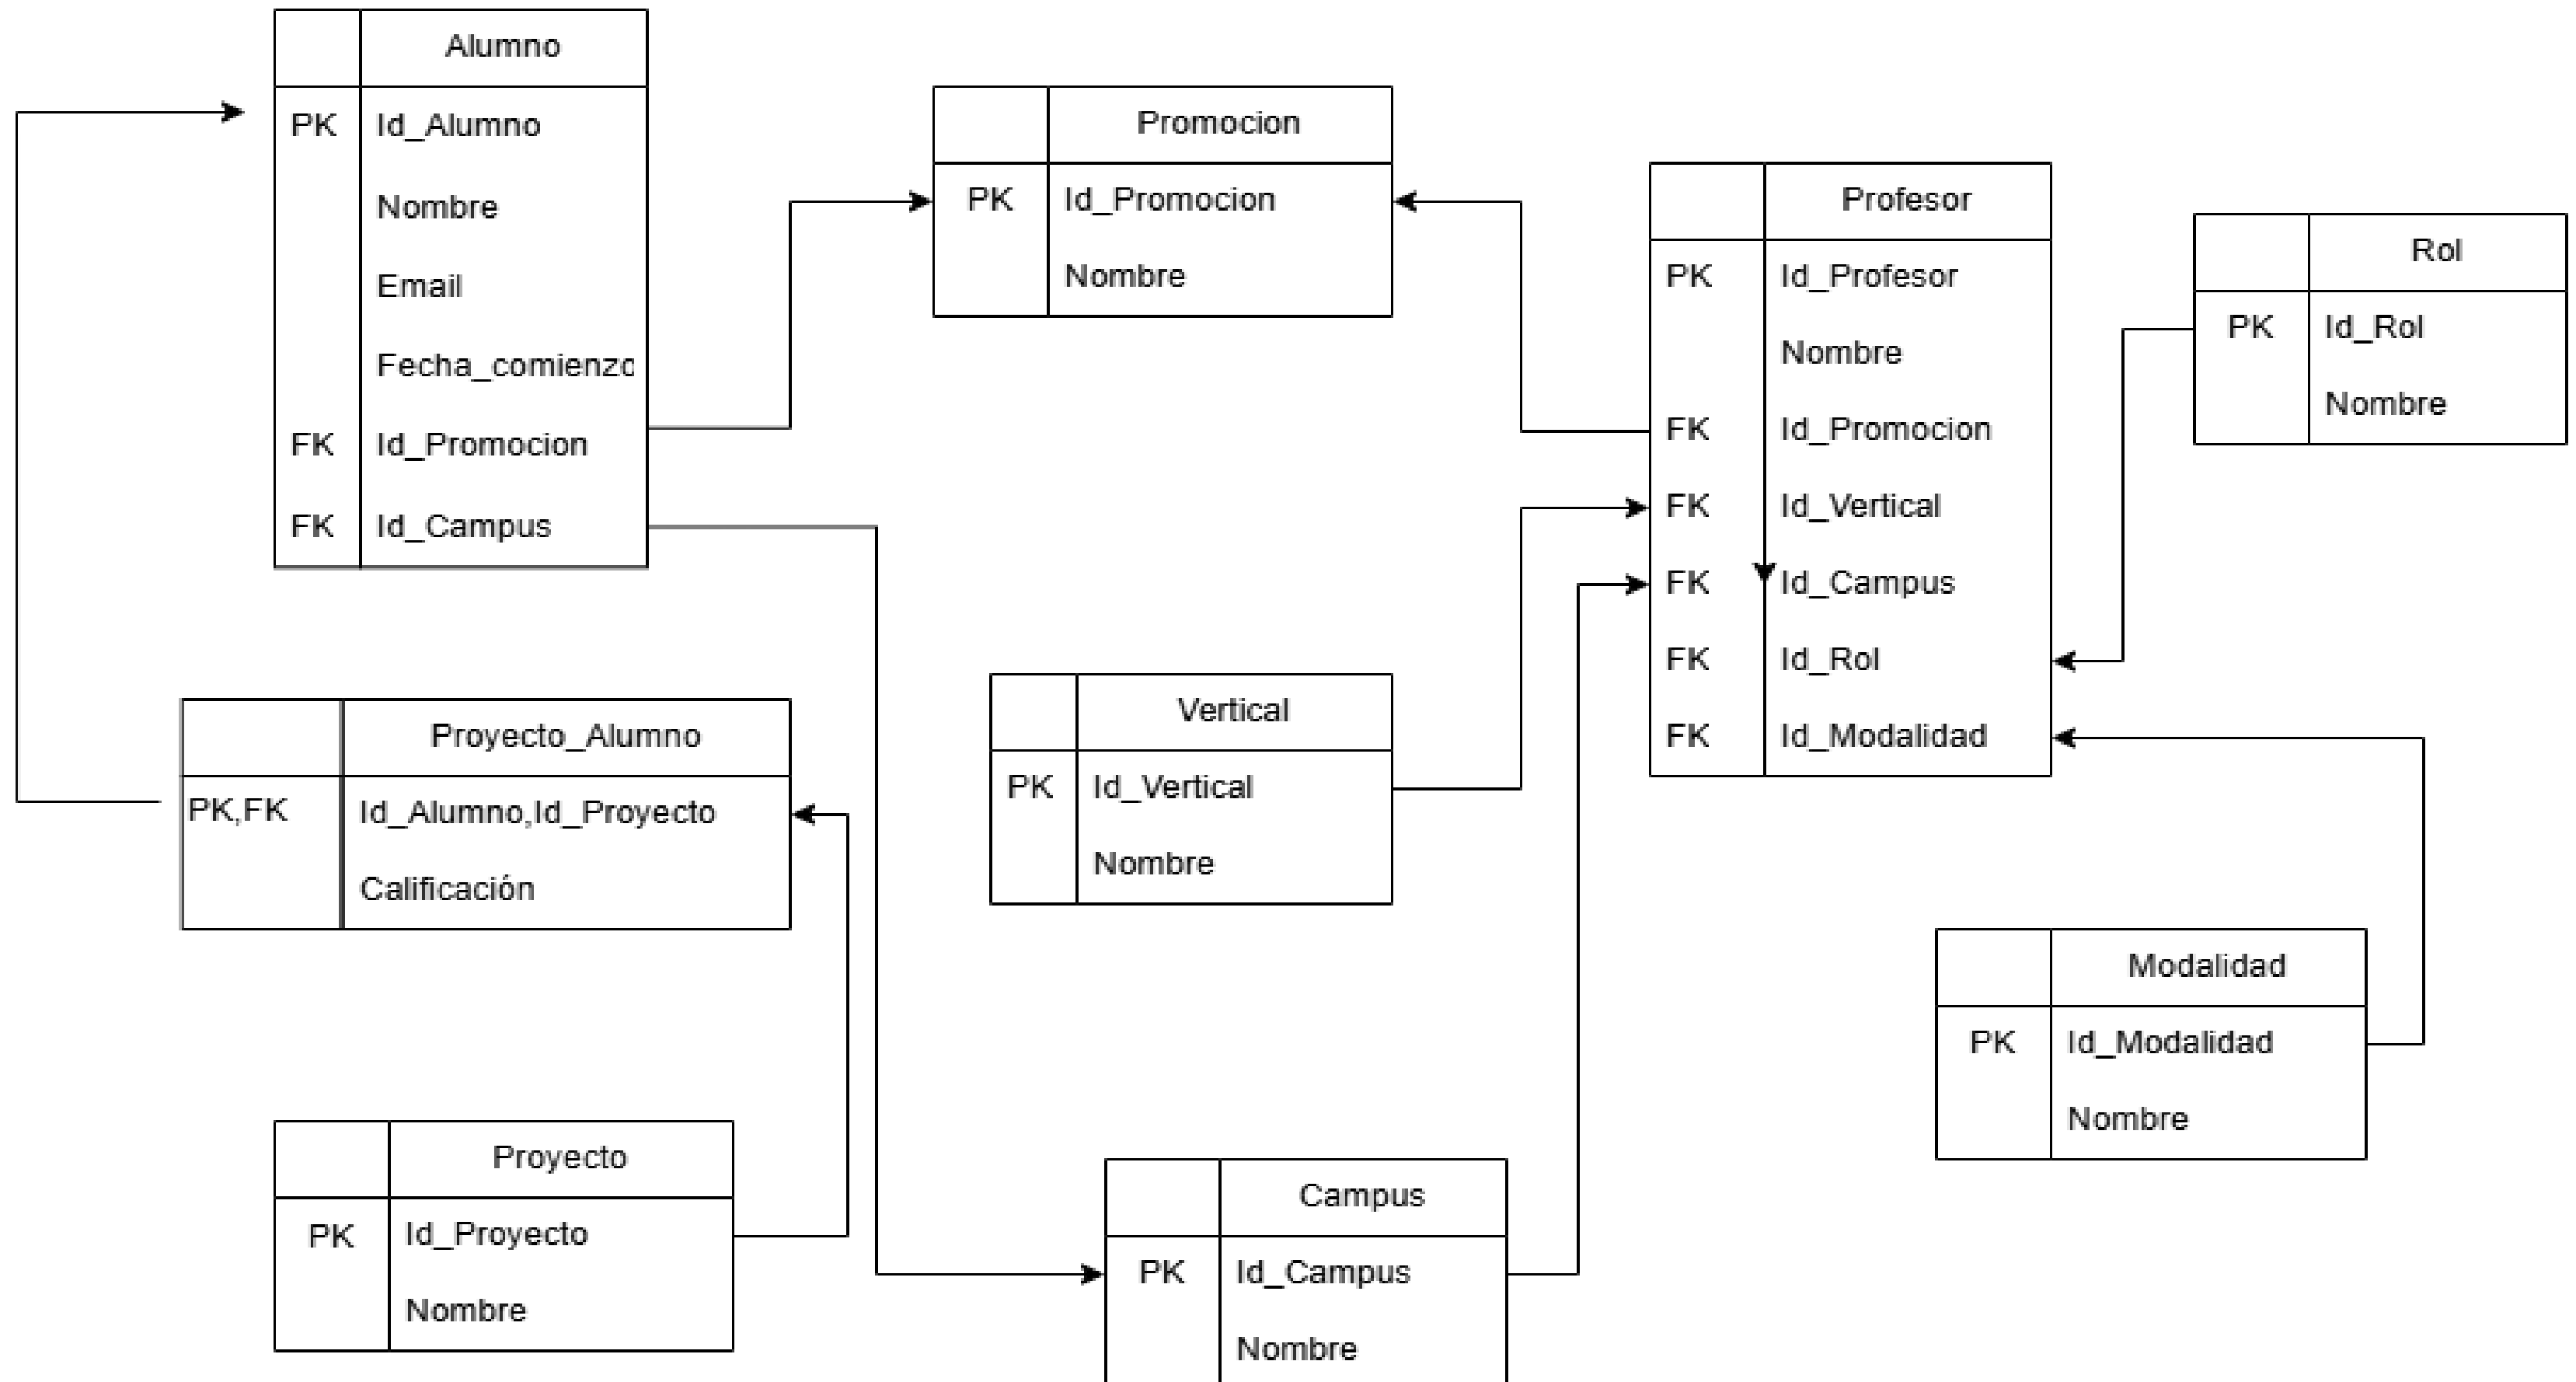 Alumno
PK Id_Alumno
Nombre
Email
Fecha_comienzo
FK Id_Promocion
FK Id_Campus
Promocion
PK Id_Promocion
Nombre
Profesor
PK Id_Profesor
Nombre
FK Id_Promocion
FK Id_Vertical
FK Id_Campus
FK Id_Rol
FK Id_Modalidad
Rol
PK Id_Rol
Nombre
Proyecto_Alumno
PK,FK Id_Alumno,Id_Proyecto
Calificación
Vertical
PK Id_Vertical
Nombre
Modalidad
PK Id_Modalidad
Nombre
Proyecto
PK Id_Proyecto
Nombre
Campus
PK Id_Campus
Nombre